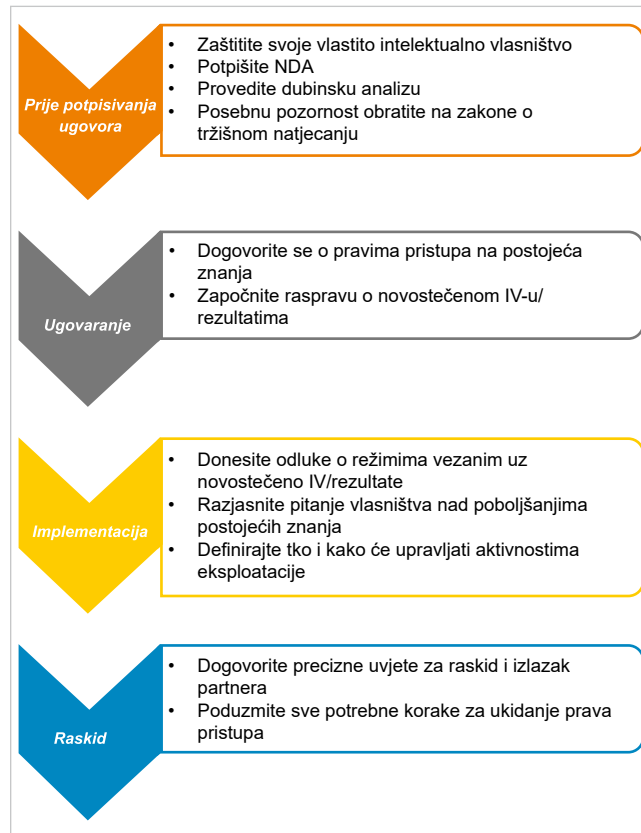 Prije potpisivanja
ugovora
• Zaštitite svoje vlastito intelektualno vlasništvo
• Potpišite NDA
• Provedite dubinsku analizu
• Posebnu pozornost obratite na zakone o
tržišnom natjecanju
Ugovaranje
• Dogovorite se o pravima pristupa na postojeća
znanja
• Započnite raspravu o novostečenom IV-u/
rezultatima
Implementacija
• Donesite odluke o režimima vezanim uz
novostečeno IV/rezultate
• Razjasnite pitanje vlasništva nad poboljšanjima
postojećih znanja
• Definirajte tko i kako će upravljati aktivnostima
eksploatacije
Raskid
• Dogovorite precizne uvjete za raskid i izlazak
partnera
• Poduzmite sve potrebne korake za ukidanje prava
pristupa